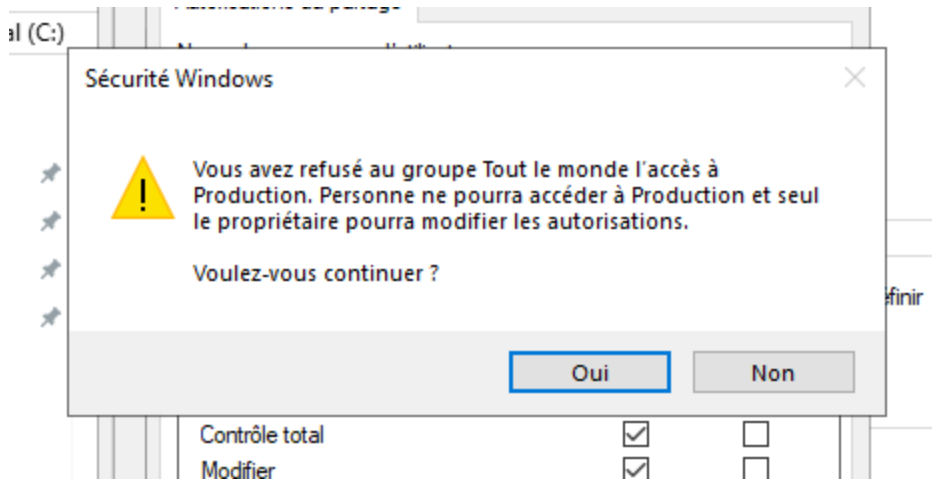 al (C:)
Sécurité Windows
Vous avez refusé au groupe Tout le monde l'accès à
Production. Personne ne pourra accéder à Production et seul
le propriétaire pourra modifier les autorisations.
Voulez-vous continuer ?
éfinir
Oui
Non
Contrôle total
Modifier